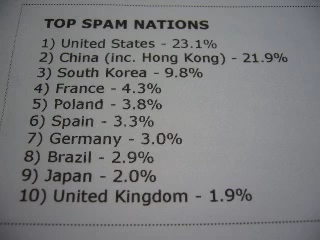 TOP SPAM NATIONS
1) United States - 23.1%
2) China (inc. Hong Kong) - 21.9%
3) South Korea - 9.8%
4) France - 4.3%
5) Poland - 3.8%
6) Spain - 3.3%
7) Germany - 3.0%
8) Brazil - 2.9%
9) Japan - 2.0%
10) United Kingdom - 1.9%